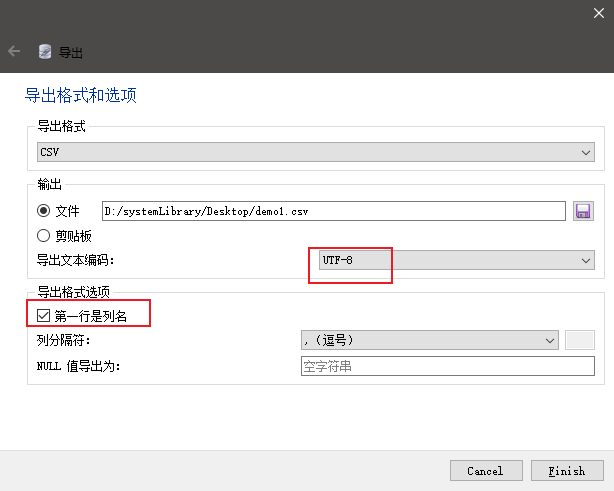 导出
导出格式和选项
导出格式
CSV
输出
文件 D:/systemLibrary/Desktop/demo1.csv
剪贴板
导出文本编码： UTF-8
导出格式选项
第一行是列名
列分隔符： ,（逗号）
NULL 值导出为： 空字符串
Cancel Finish